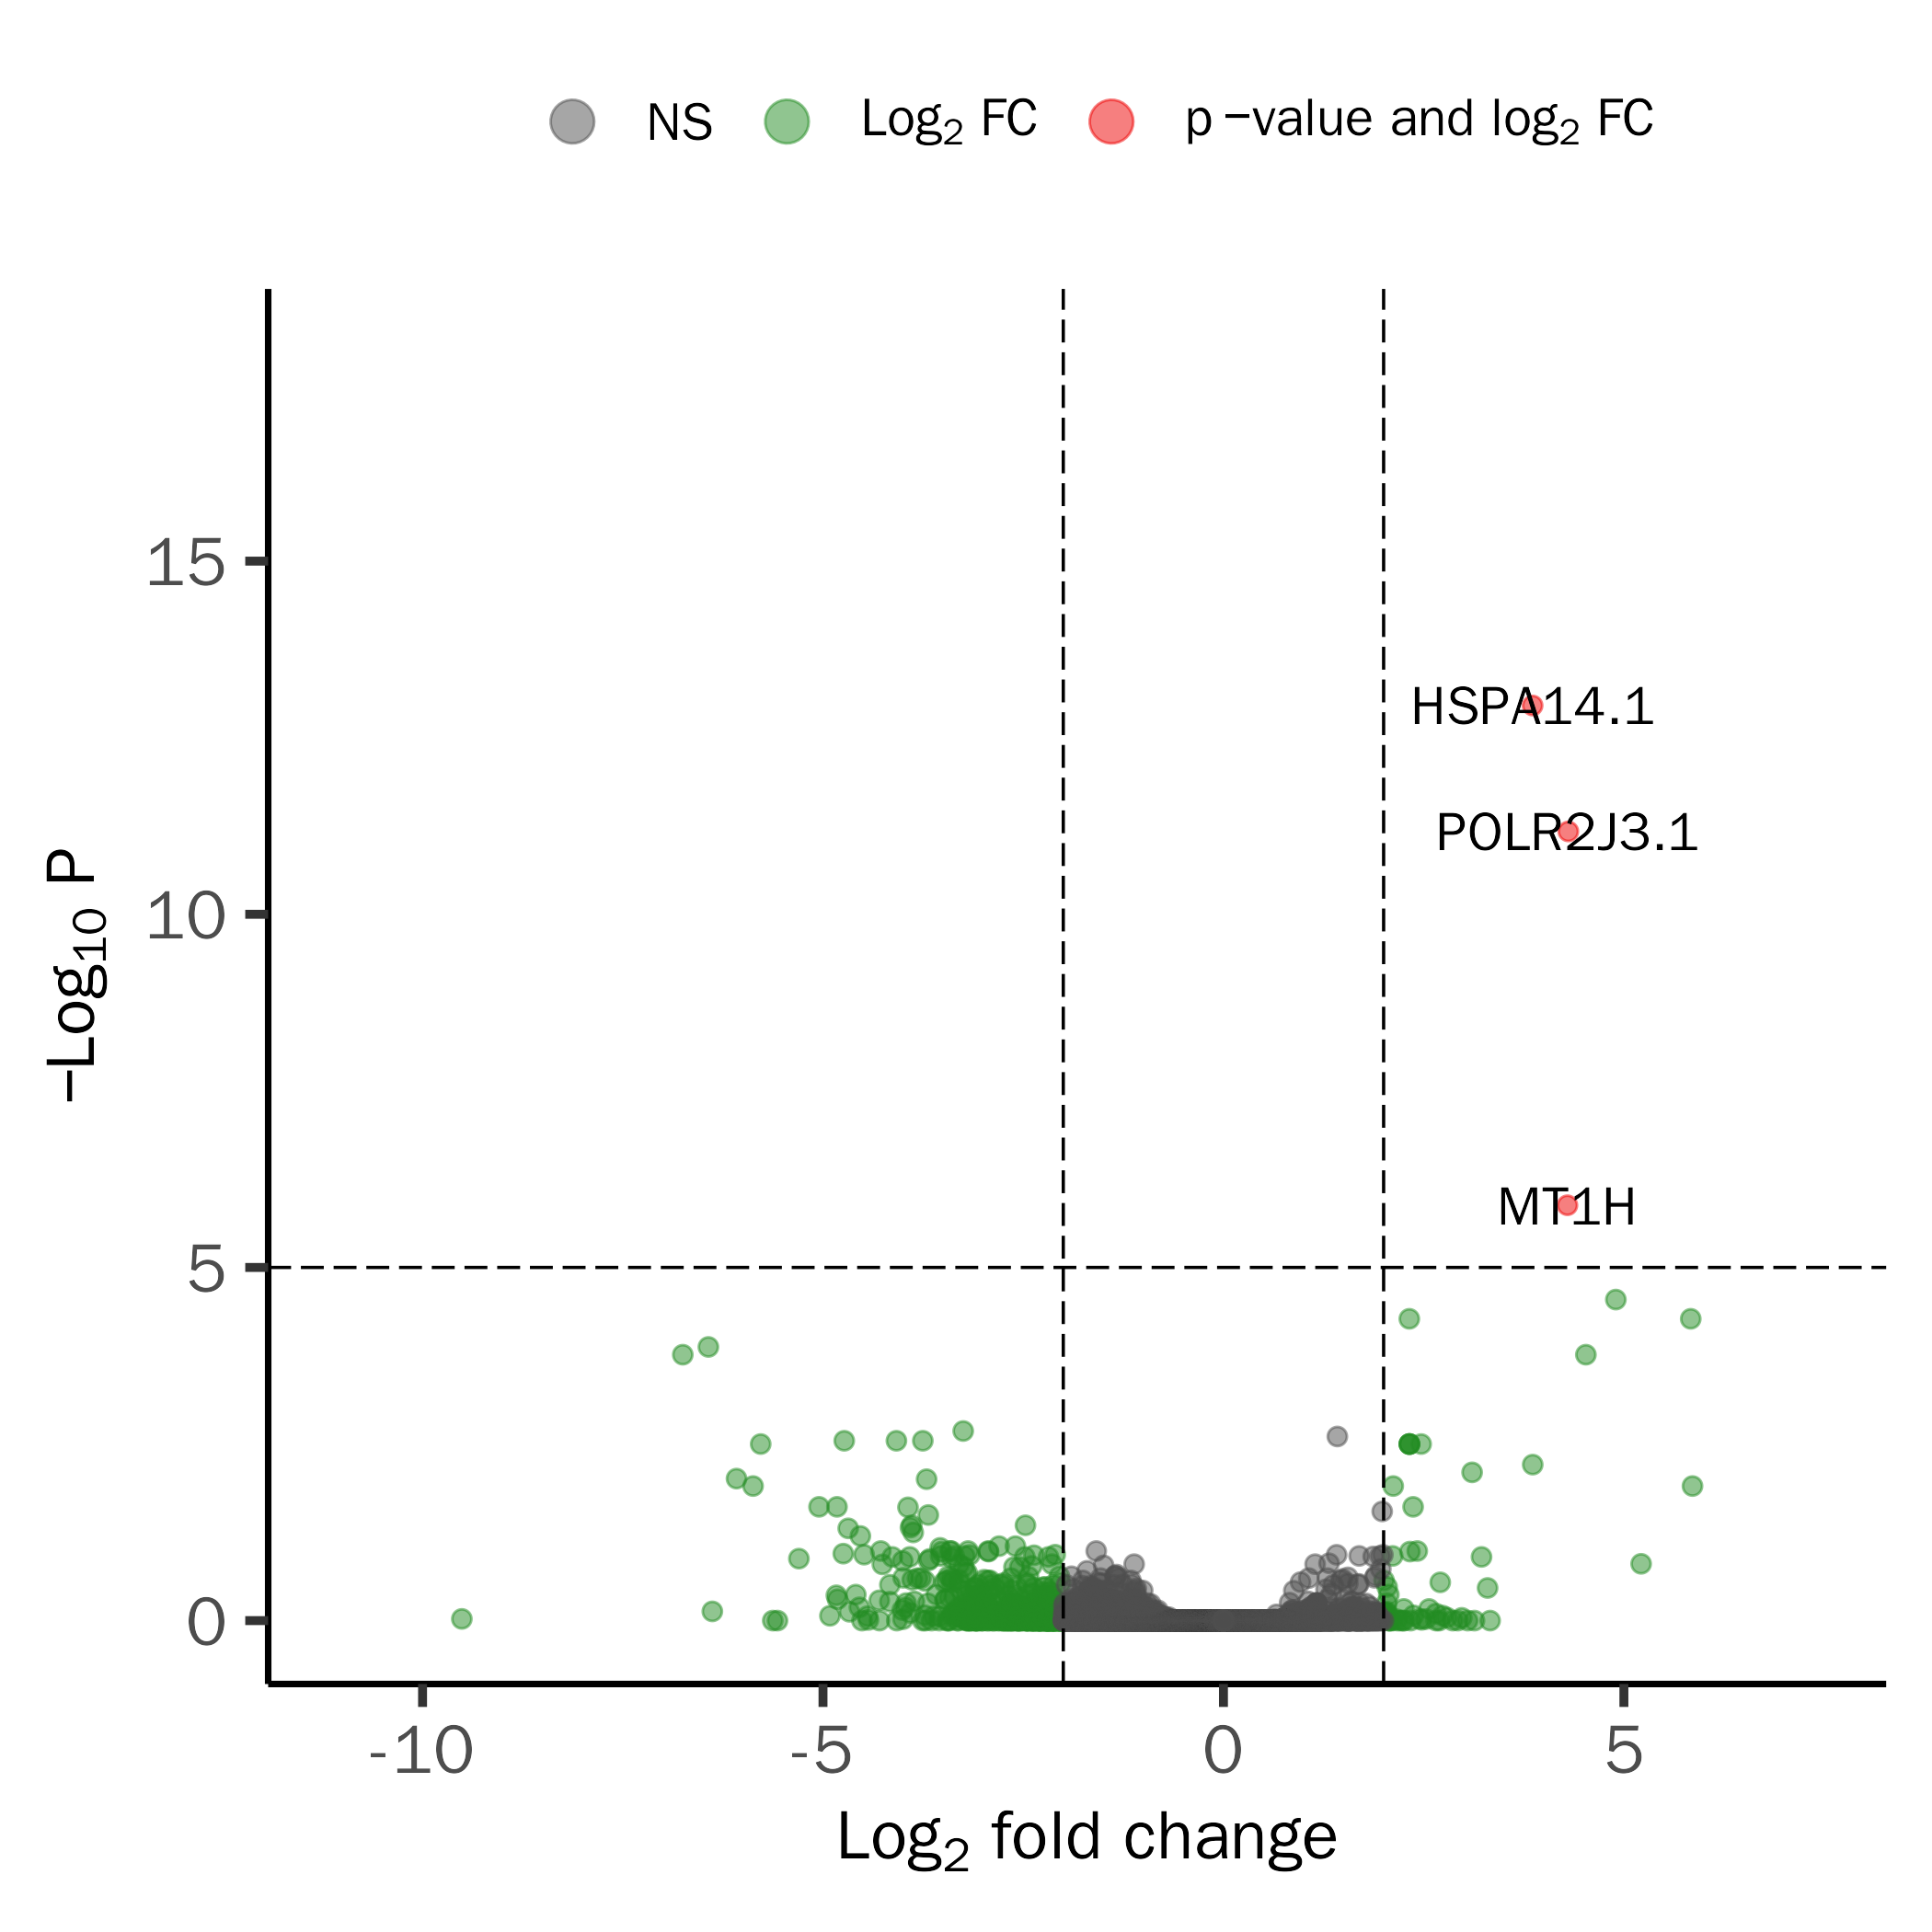 NS Log₂ FC p −value and log₂ FC
15
10
5
0
−Log₁₀ P
HSPA14.1
POLR2J3.1
MT1H
-10 -5 0 5
Log₂ fold change